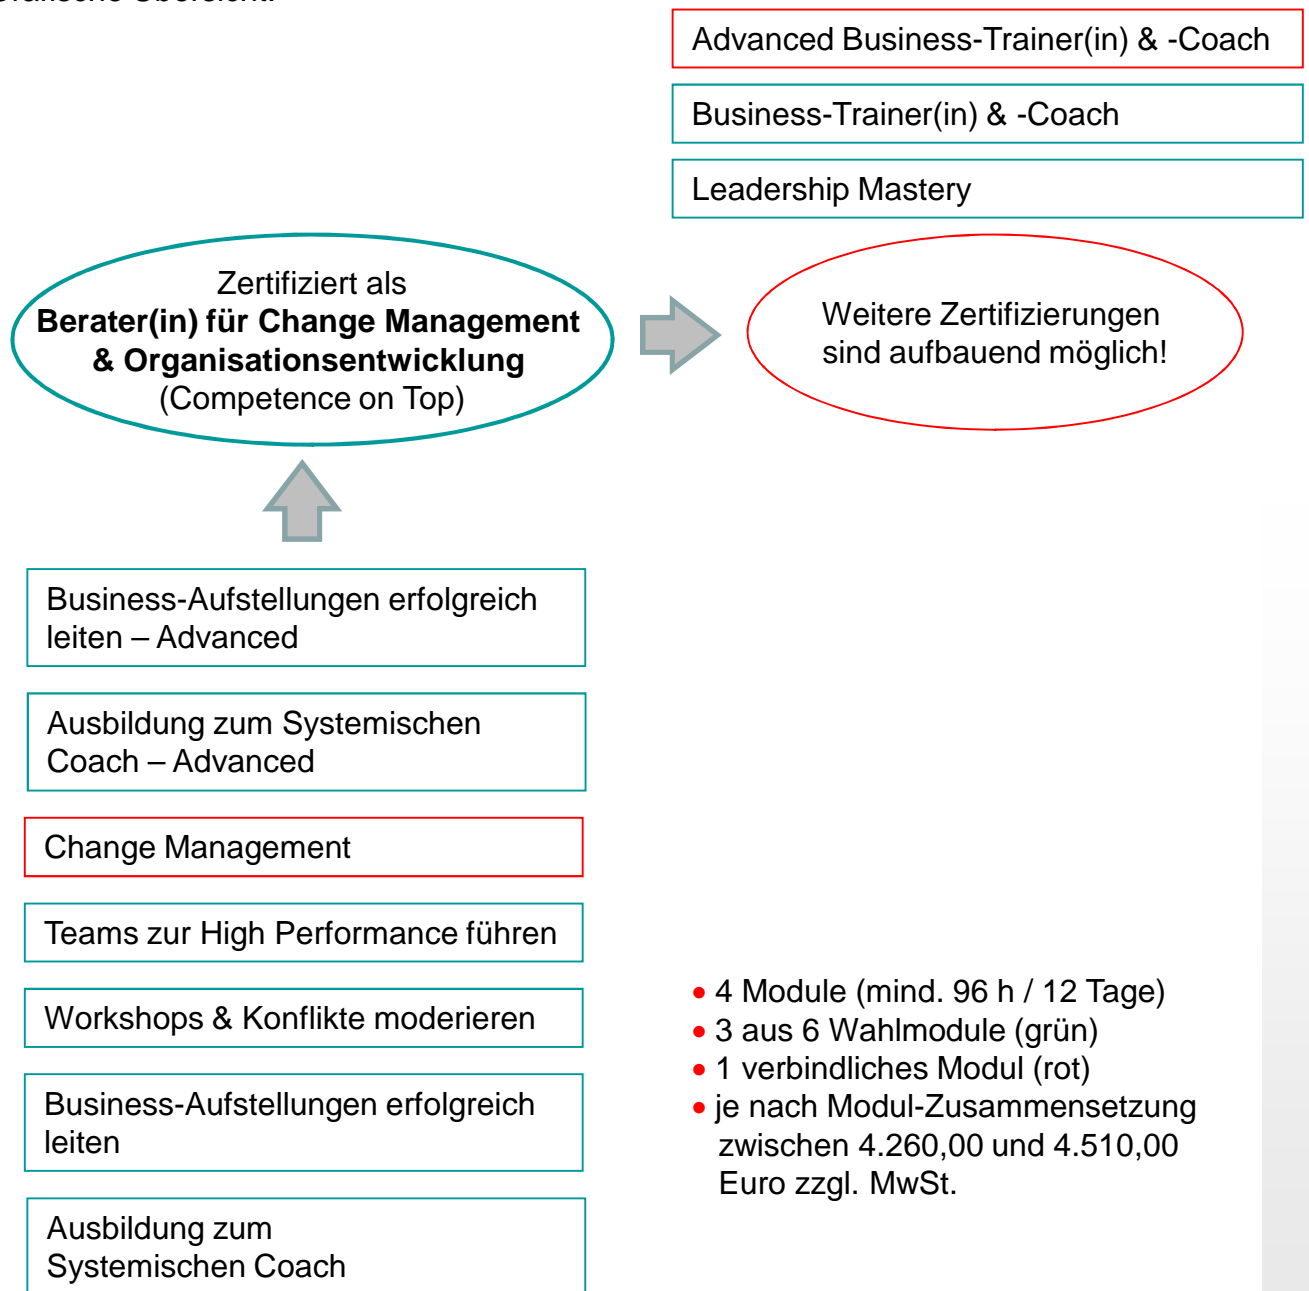 Grafische Übersicht:
Advanced Business-Trainer(in) & -Coach
Business-Trainer(in) & -Coach
Leadership Mastery
Zertifiziert als
Berater(in) für Change Management
& Organisationsentwicklung
(Competence on Top)
Weitere Zertifizierungen
sind aufbauend möglich!
Business-Aufstellungen erfolgreich
leiten – Advanced
Ausbildung zum Systemischen
Coach – Advanced
Change Management
Teams zur High Performance führen
Workshops & Konflikte moderieren
Business-Aufstellungen erfolgreich
leiten
Ausbildung zum
Systemischen Coach
• 4 Module (mind. 96 h / 12 Tage)
• 3 aus 6 Wahlmodule (grün)
• 1 verbindliches Modul (rot)
• je nach Modul-Zusammensetzung
zwischen 4.260,00 und 4.510,00
Euro zzgl. MwSt.